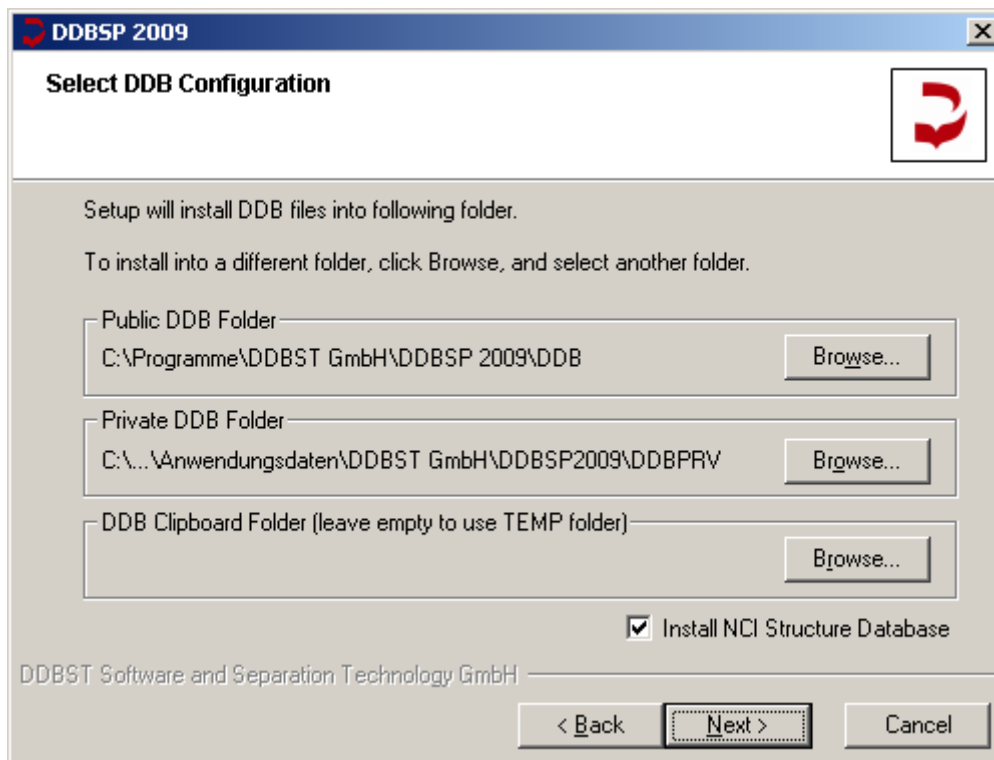 DDBSP 2009
Select DDB Configuration
Setup will install DDB files into following folder.
To install into a different folder, click Browse, and select another folder.
Public DDB Folder
C:\Programme\DDBST GmbH\DDBSP 2009\DDB
Browse...
Private DDB Folder
C:\...\Anwendungsdaten\DDBST GmbH\DDBSP2009\DDBPRV
Browse...
DDB Clipboard Folder (leave empty to use TEMP folder)
Browse...
Install NCI Structure Database
DDBST Software and Separation Technology GmbH
< Back
Next >
Cancel